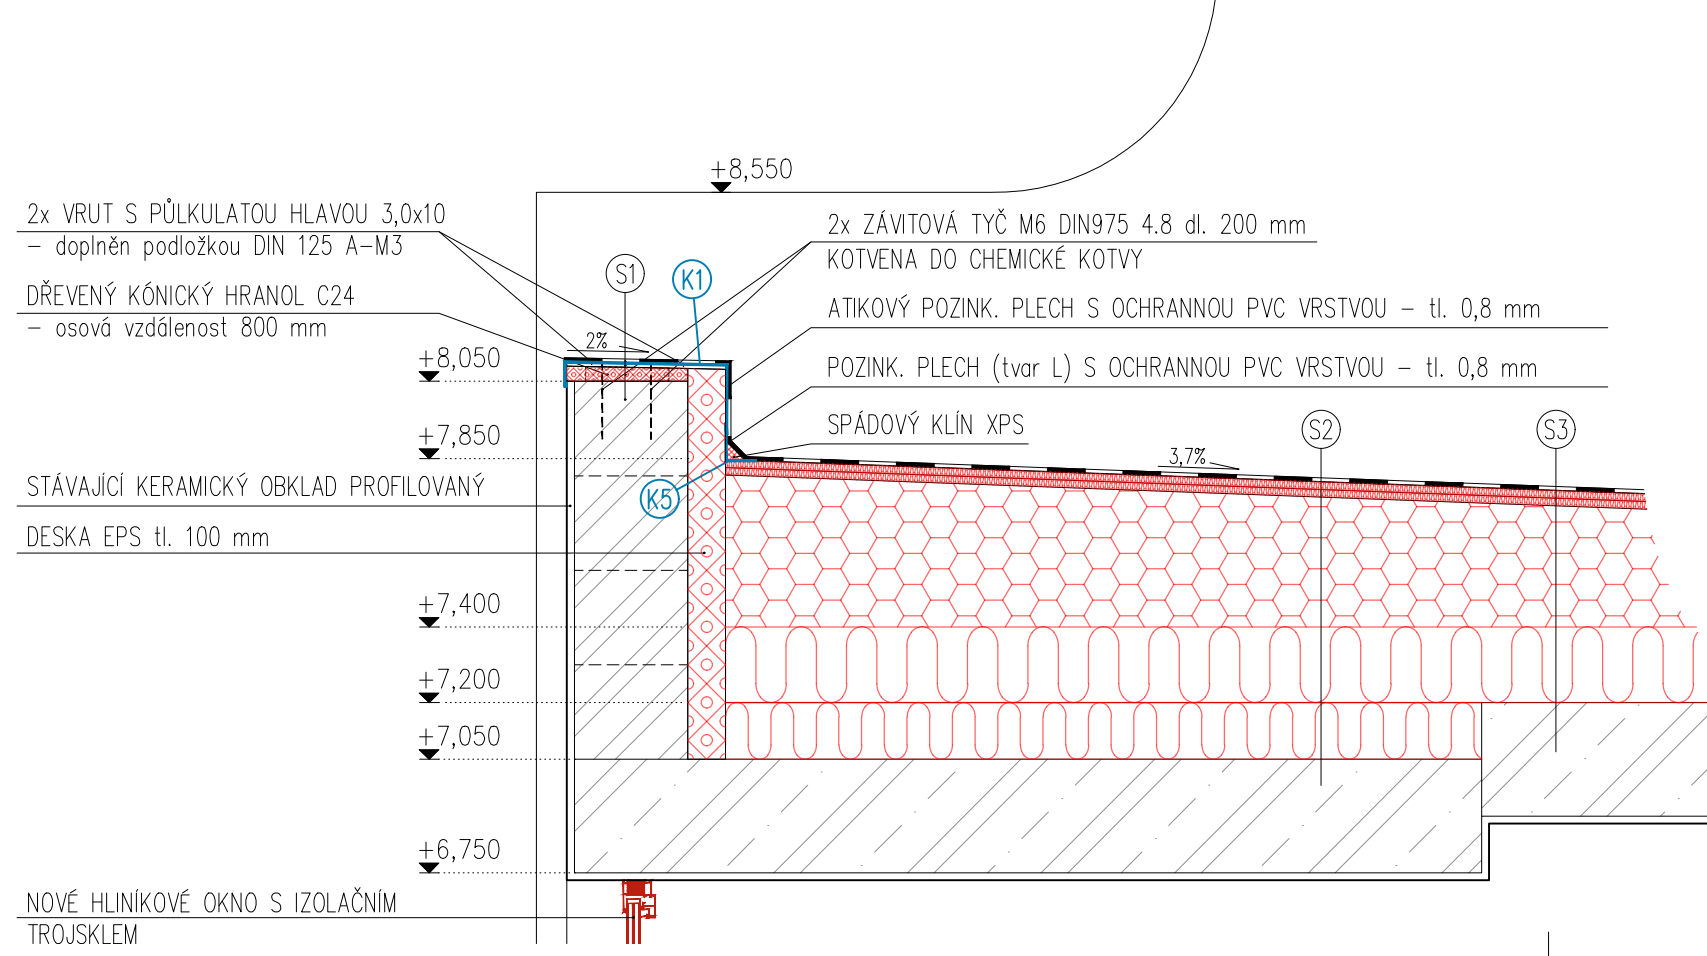 +8,550
2x VRUT S PŮLKULATOU HLAVOU 3,0x10
– doplněn podložkou DIN 125 A–M3
DŘEVENÝ KÓNICKÝ HRANOL C24
– osová vzdálenost 800 mm
S1
K1
2x ZÁVITOVÁ TYČ M6 DIN975 4.8 dl. 200 mm
KOTVENA DO CHEMICKÉ KOTVY
ATIKOVÝ POZINK. PLECH S OCHRANNOU PVC VRSTVOU – tl. 0,8 mm
POZINK. PLECH (tvar L) S OCHRANNOU PVC VRSTVOU – tl. 0,8 mm
SPÁDOVÝ KLÍN XPS
2%
+8,050
+7,850
S2
S3
3,7%
STÁVAJÍCÍ KERAMICKÝ OBKLAD PROFILOVANÝ
K5
DESKA EPS tl. 100 mm
+7,400
+7,200
+7,050
+6,750
NOVÉ HLINÍKOVÉ OKNO S IZOLAČNÍM
TROJSKLEM